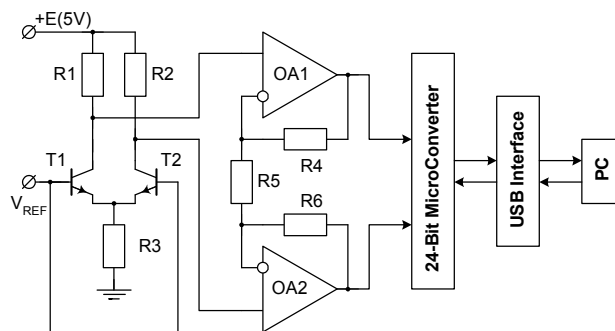 +E(5V)
R1
R2
OA1
T1
T2
R4
R5
R6
V_REF
R3
OA2
24-Bit MicroConverter
USB Interface
PC